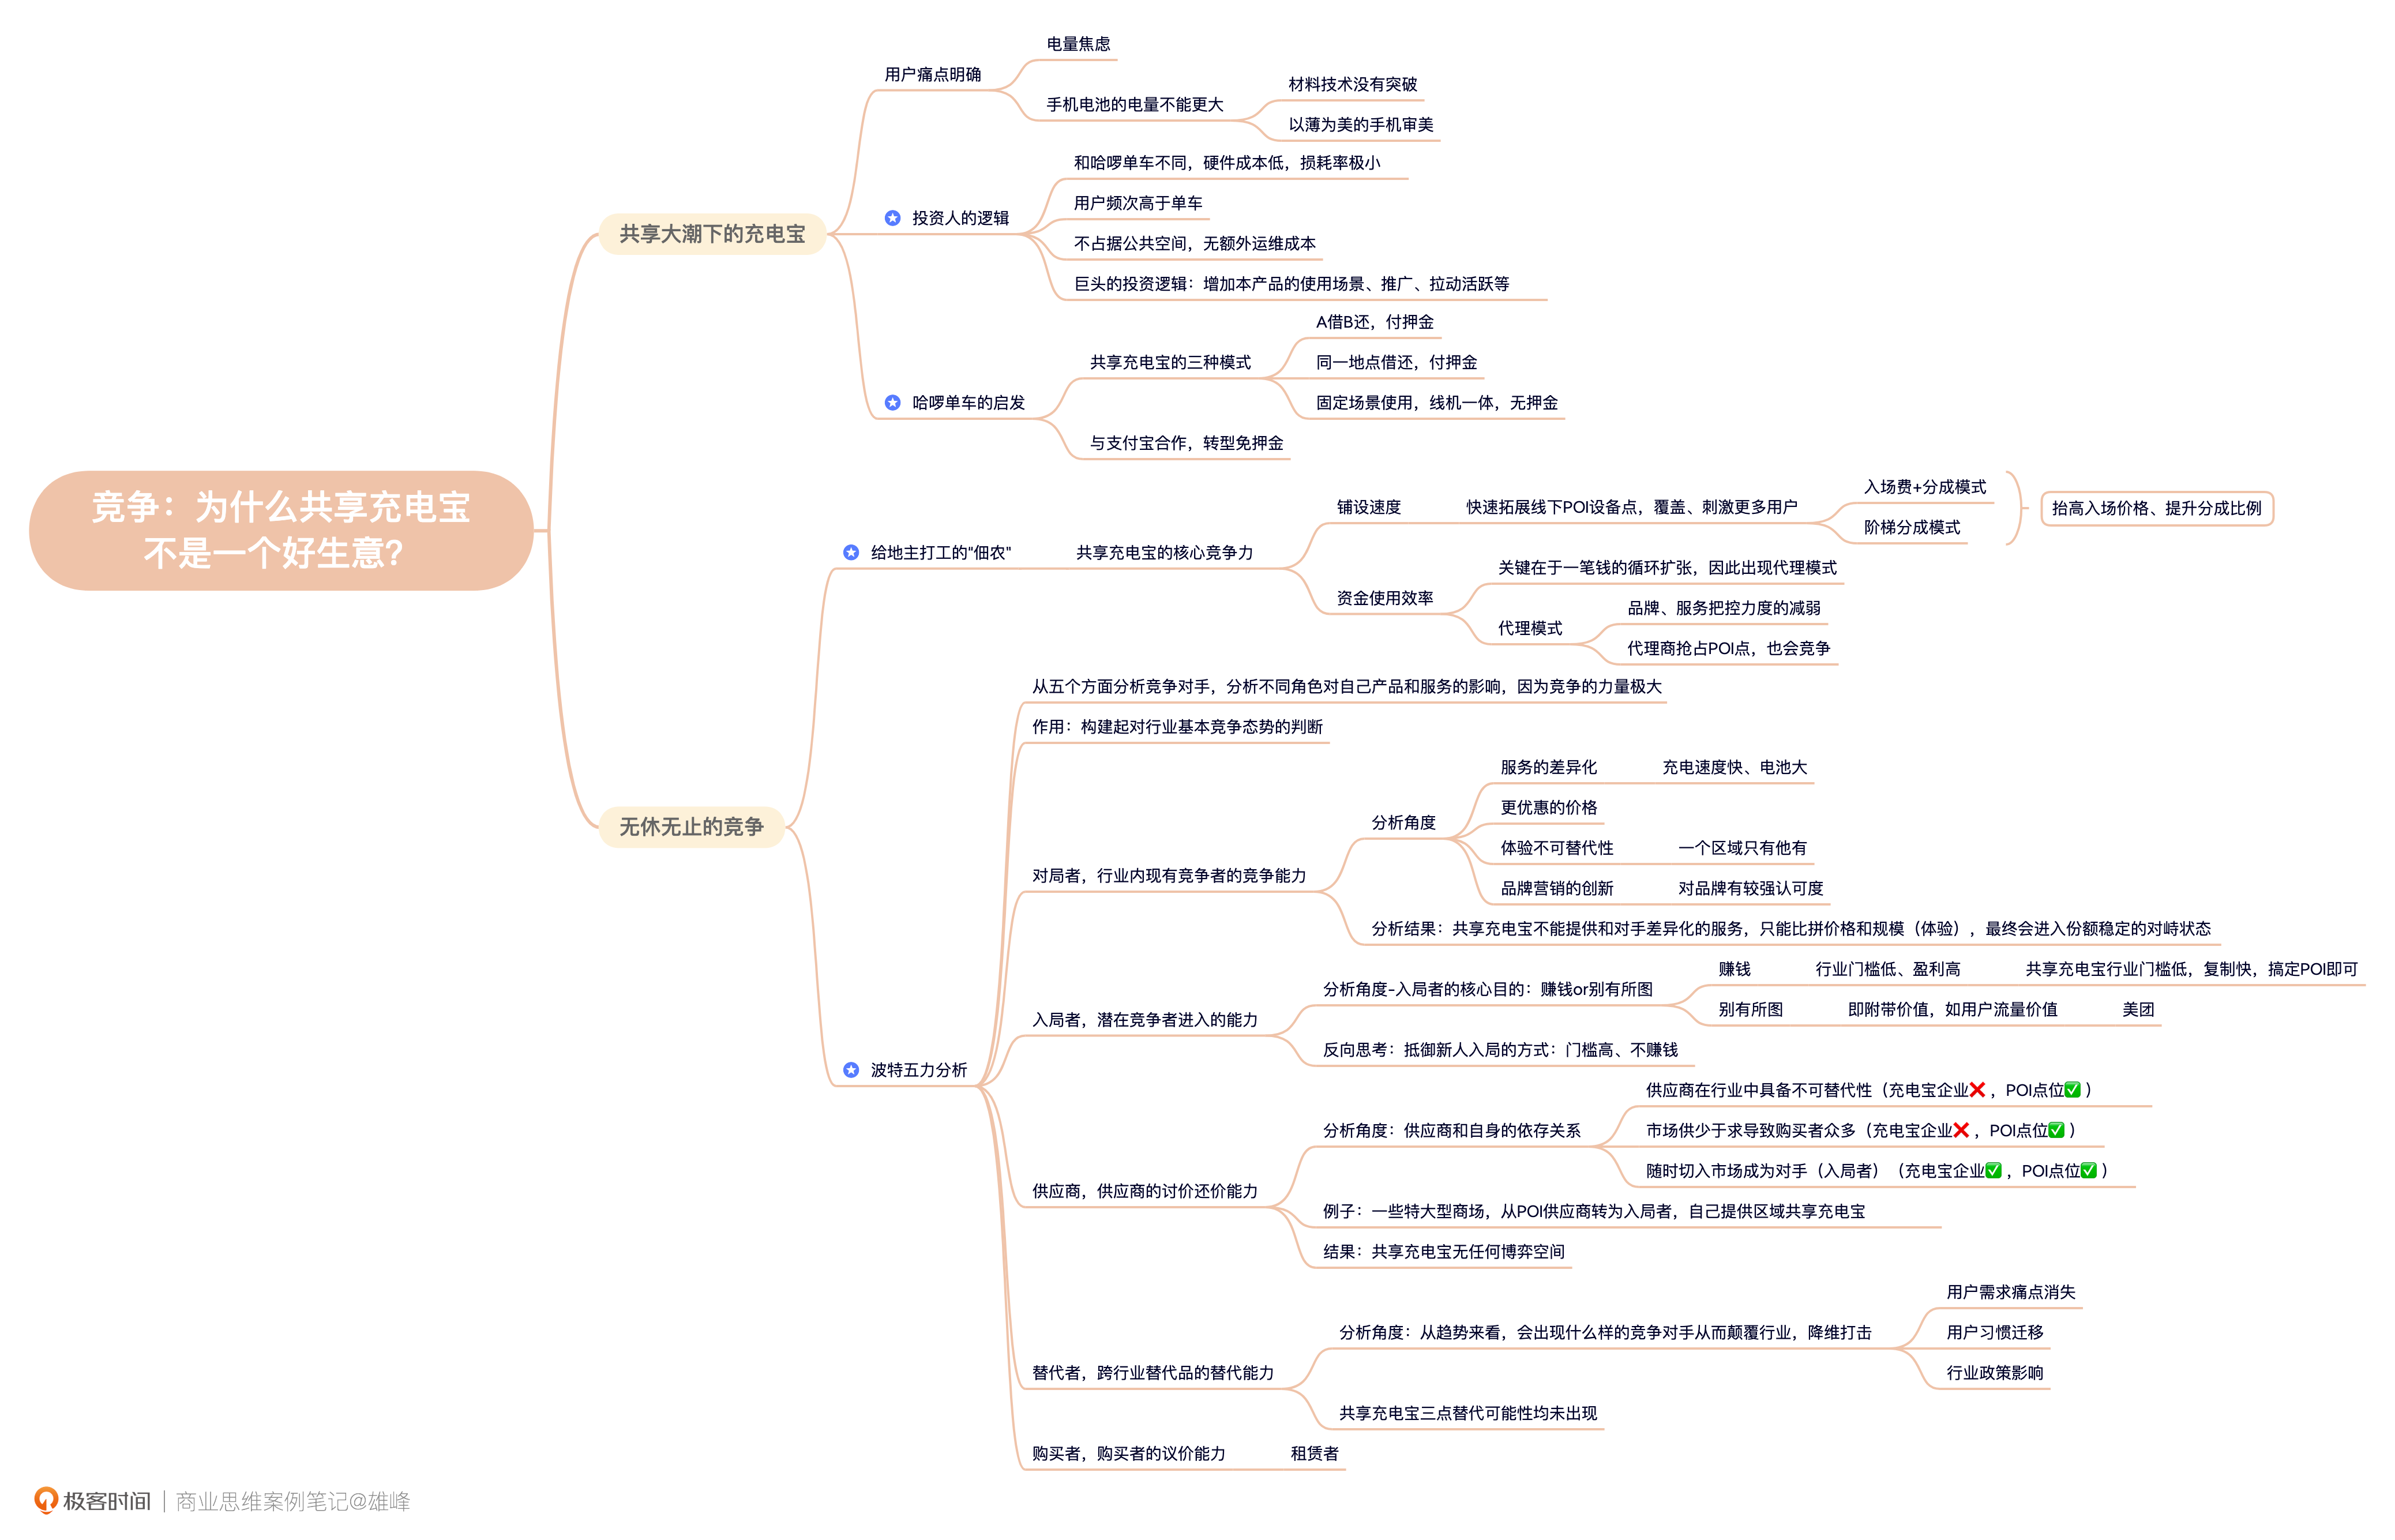 竞争：为什么共享充电宝
不是一个好生意？
共享大潮下的充电宝
用户痛点明确
电量焦虑
手机电池的电量不能更大
材料技术没有突破
以薄为美的手机审美
投资人的逻辑
和哈啰单车不同，硬件成本低，损耗率极小
用户频次高于单车
不占据公共空间，无额外运维成本
巨头的投资逻辑：增加本产品的使用场景、推广、拉动活跃等
哈啰单车的启发
共享充电宝的三种模式
A借B还，付押金
同一地点借还，付押金
固定场景使用，线机一体，无押金
与支付宝合作，转型免押金
无休无止的竞争
给地主打工的"佃农"
共享充电宝的核心竞争力
铺设速度
快速拓展线下POI设备点，覆盖、刺激更多用户
入场费+分成模式
阶梯分成模式
抬高入场价格、提升分成比例
资金使用效率
关键在于一笔钱的循环扩张，因此出现代理模式
代理模式
品牌、服务把控力度的减弱
代理商抢占POI点，也会竞争
波特五力分析
从五个方面分析竞争对手，分析不同角色对自己产品和服务的影响，因为竞争的力量极大
作用：构建起对行业基本竞争态势的判断
对局者，行业内现有竞争者的竞争能力
分析角度
服务的差异化
充电速度快、电池大
更优惠的价格
体验不可替代性
一个区域只有他有
品牌营销的创新
对品牌有较强认可度
分析结果：共享充电宝不能提供和对手差异化的服务，只能比拼价格和规模（体验），最终会进入份额稳定的对峙状态
入局者，潜在竞争者进入的能力
分析角度-入局者的核心目的：赚钱or别有所图
赚钱
行业门槛低、盈利高
共享充电宝行业门槛低，复制快，搞定POI即可
别有所图
即附带价值，如用户流量价值
美团
反向思考：抵御新人入局的方式：门槛高、不赚钱
供应商，供应商的讨价还价能力
分析角度：供应商和自身的依存关系
供应商在行业中具备不可替代性（充电宝企业❌，POI点位✅）
市场供少于求导致购买者众多（充电宝企业❌，POI点位✅）
随时切入市场成为对手（入局者）（充电宝企业✅，POI点位✅）
例子：一些特大型商场，从POI供应商转为入局者，自己提供区域共享充电宝
结果：共享充电宝无任何博弈空间
替代者，跨行业替代品的替代能力
分析角度：从趋势来看，会出现什么样的竞争对手从而颠覆行业，降维打击
用户需求痛点消失
用户习惯迁移
行业政策影响
共享充电宝三点替代可能性均未出现
购买者，购买者的议价能力
租赁者
极客时间｜商业思维案例笔记@雄峰